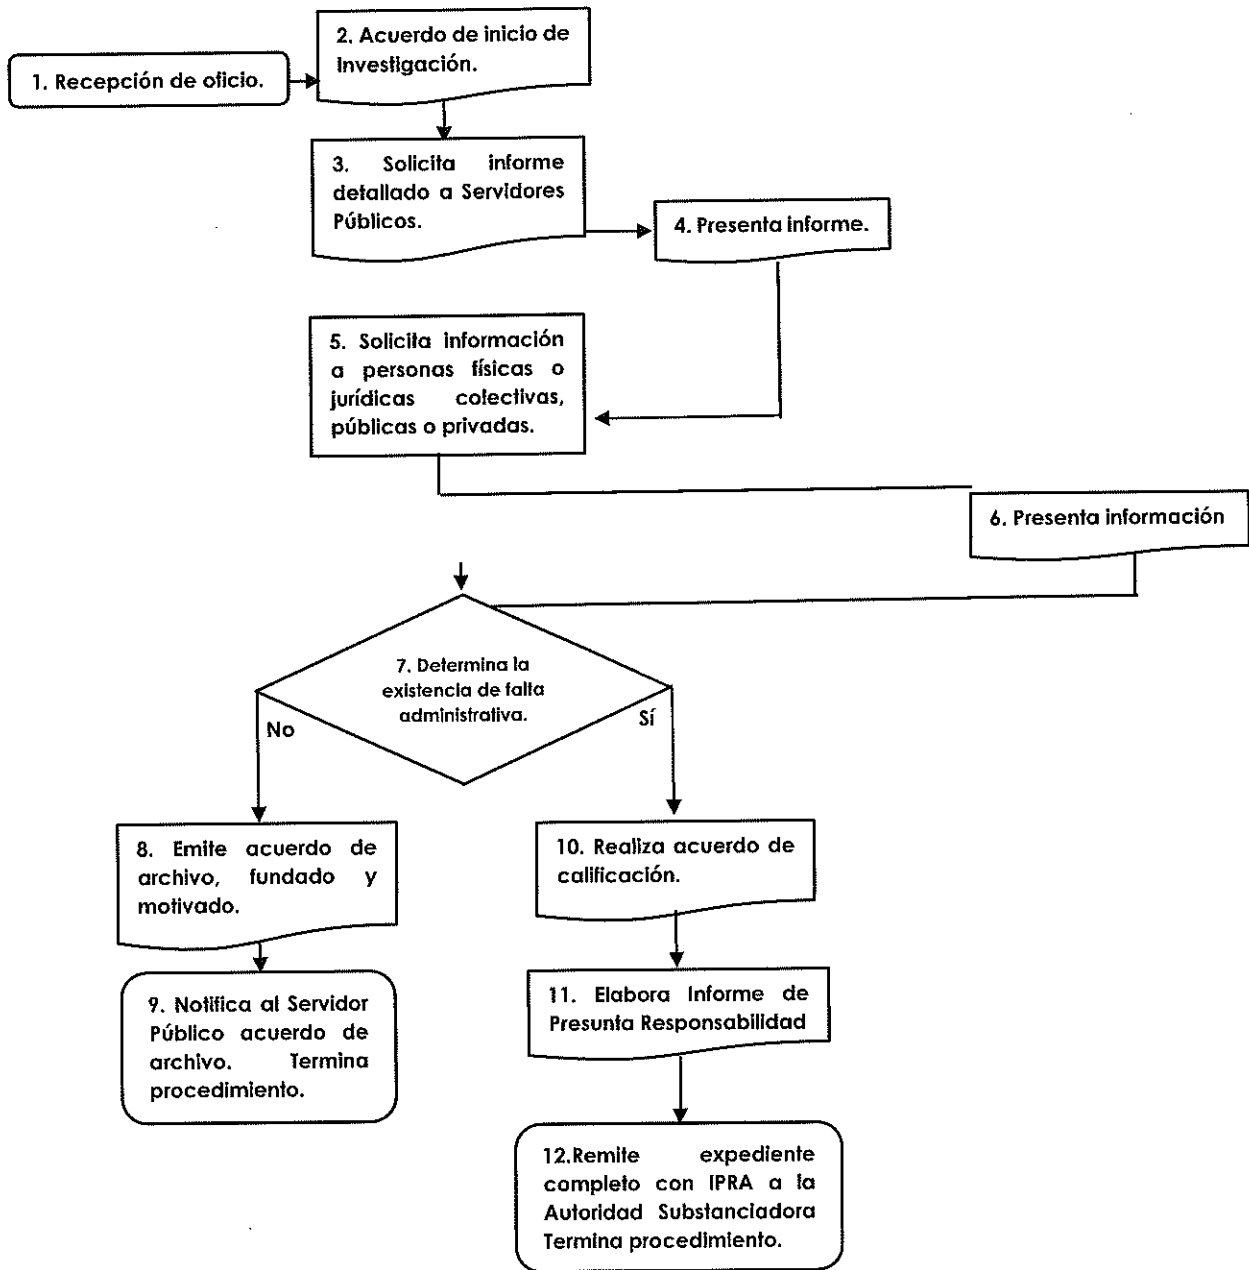 1. Recepción de oficio.
2. Acuerdo de inicio de
Investigación.
3. Solicita informe
detallado a Servidores
Públicos.
4. Presenta informe.
5. Solicita información
a personas físicas o
jurídicas colectivas,
públicas o privadas.
6. Presenta información
7. Determina la
existencia de falta
administrativa.
No
Sí
8. Emite acuerdo de
archivo, fundado y
motivado.
9. Notifica al Servidor
Público acuerdo de
archivo. Termina
procedimiento.
10. Realiza acuerdo de
calificación.
11. Elabora Informe de
Presunta Responsabilidad
12.Remite expediente
completo con IPRA a la
Autoridad Substanciadora
Termina procedimiento.